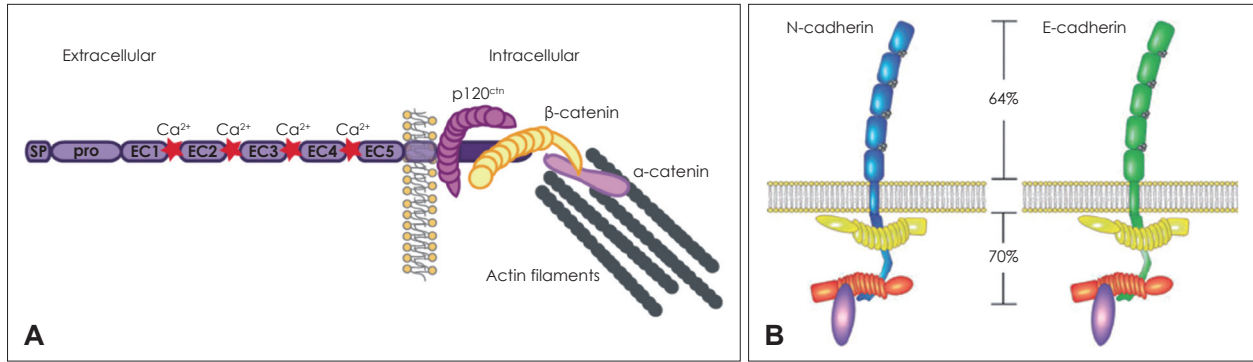 Extracellular
Intracellular
p120ctn
β-catenin
Ca2+ Ca2+ Ca2+ Ca2+
SP pro EC1 EC2 EC3 EC4 EC5
α-catenin
Actin filaments
A
N-cadherin
E-cadherin
64%
70%
B